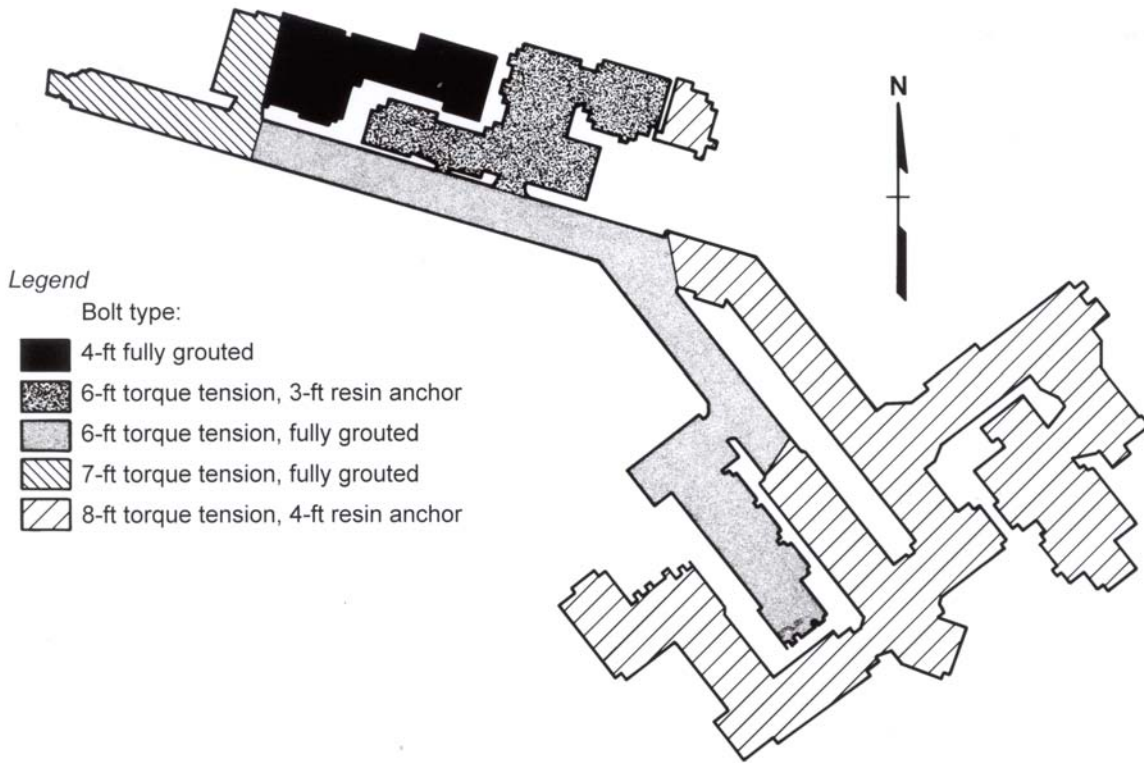 N
Legend
Bolt type:
4-ft fully grouted
6-ft torque tension, 3-ft resin anchor
6-ft torque tension, fully grouted
7-ft torque tension, fully grouted
8-ft torque tension, 4-ft resin anchor